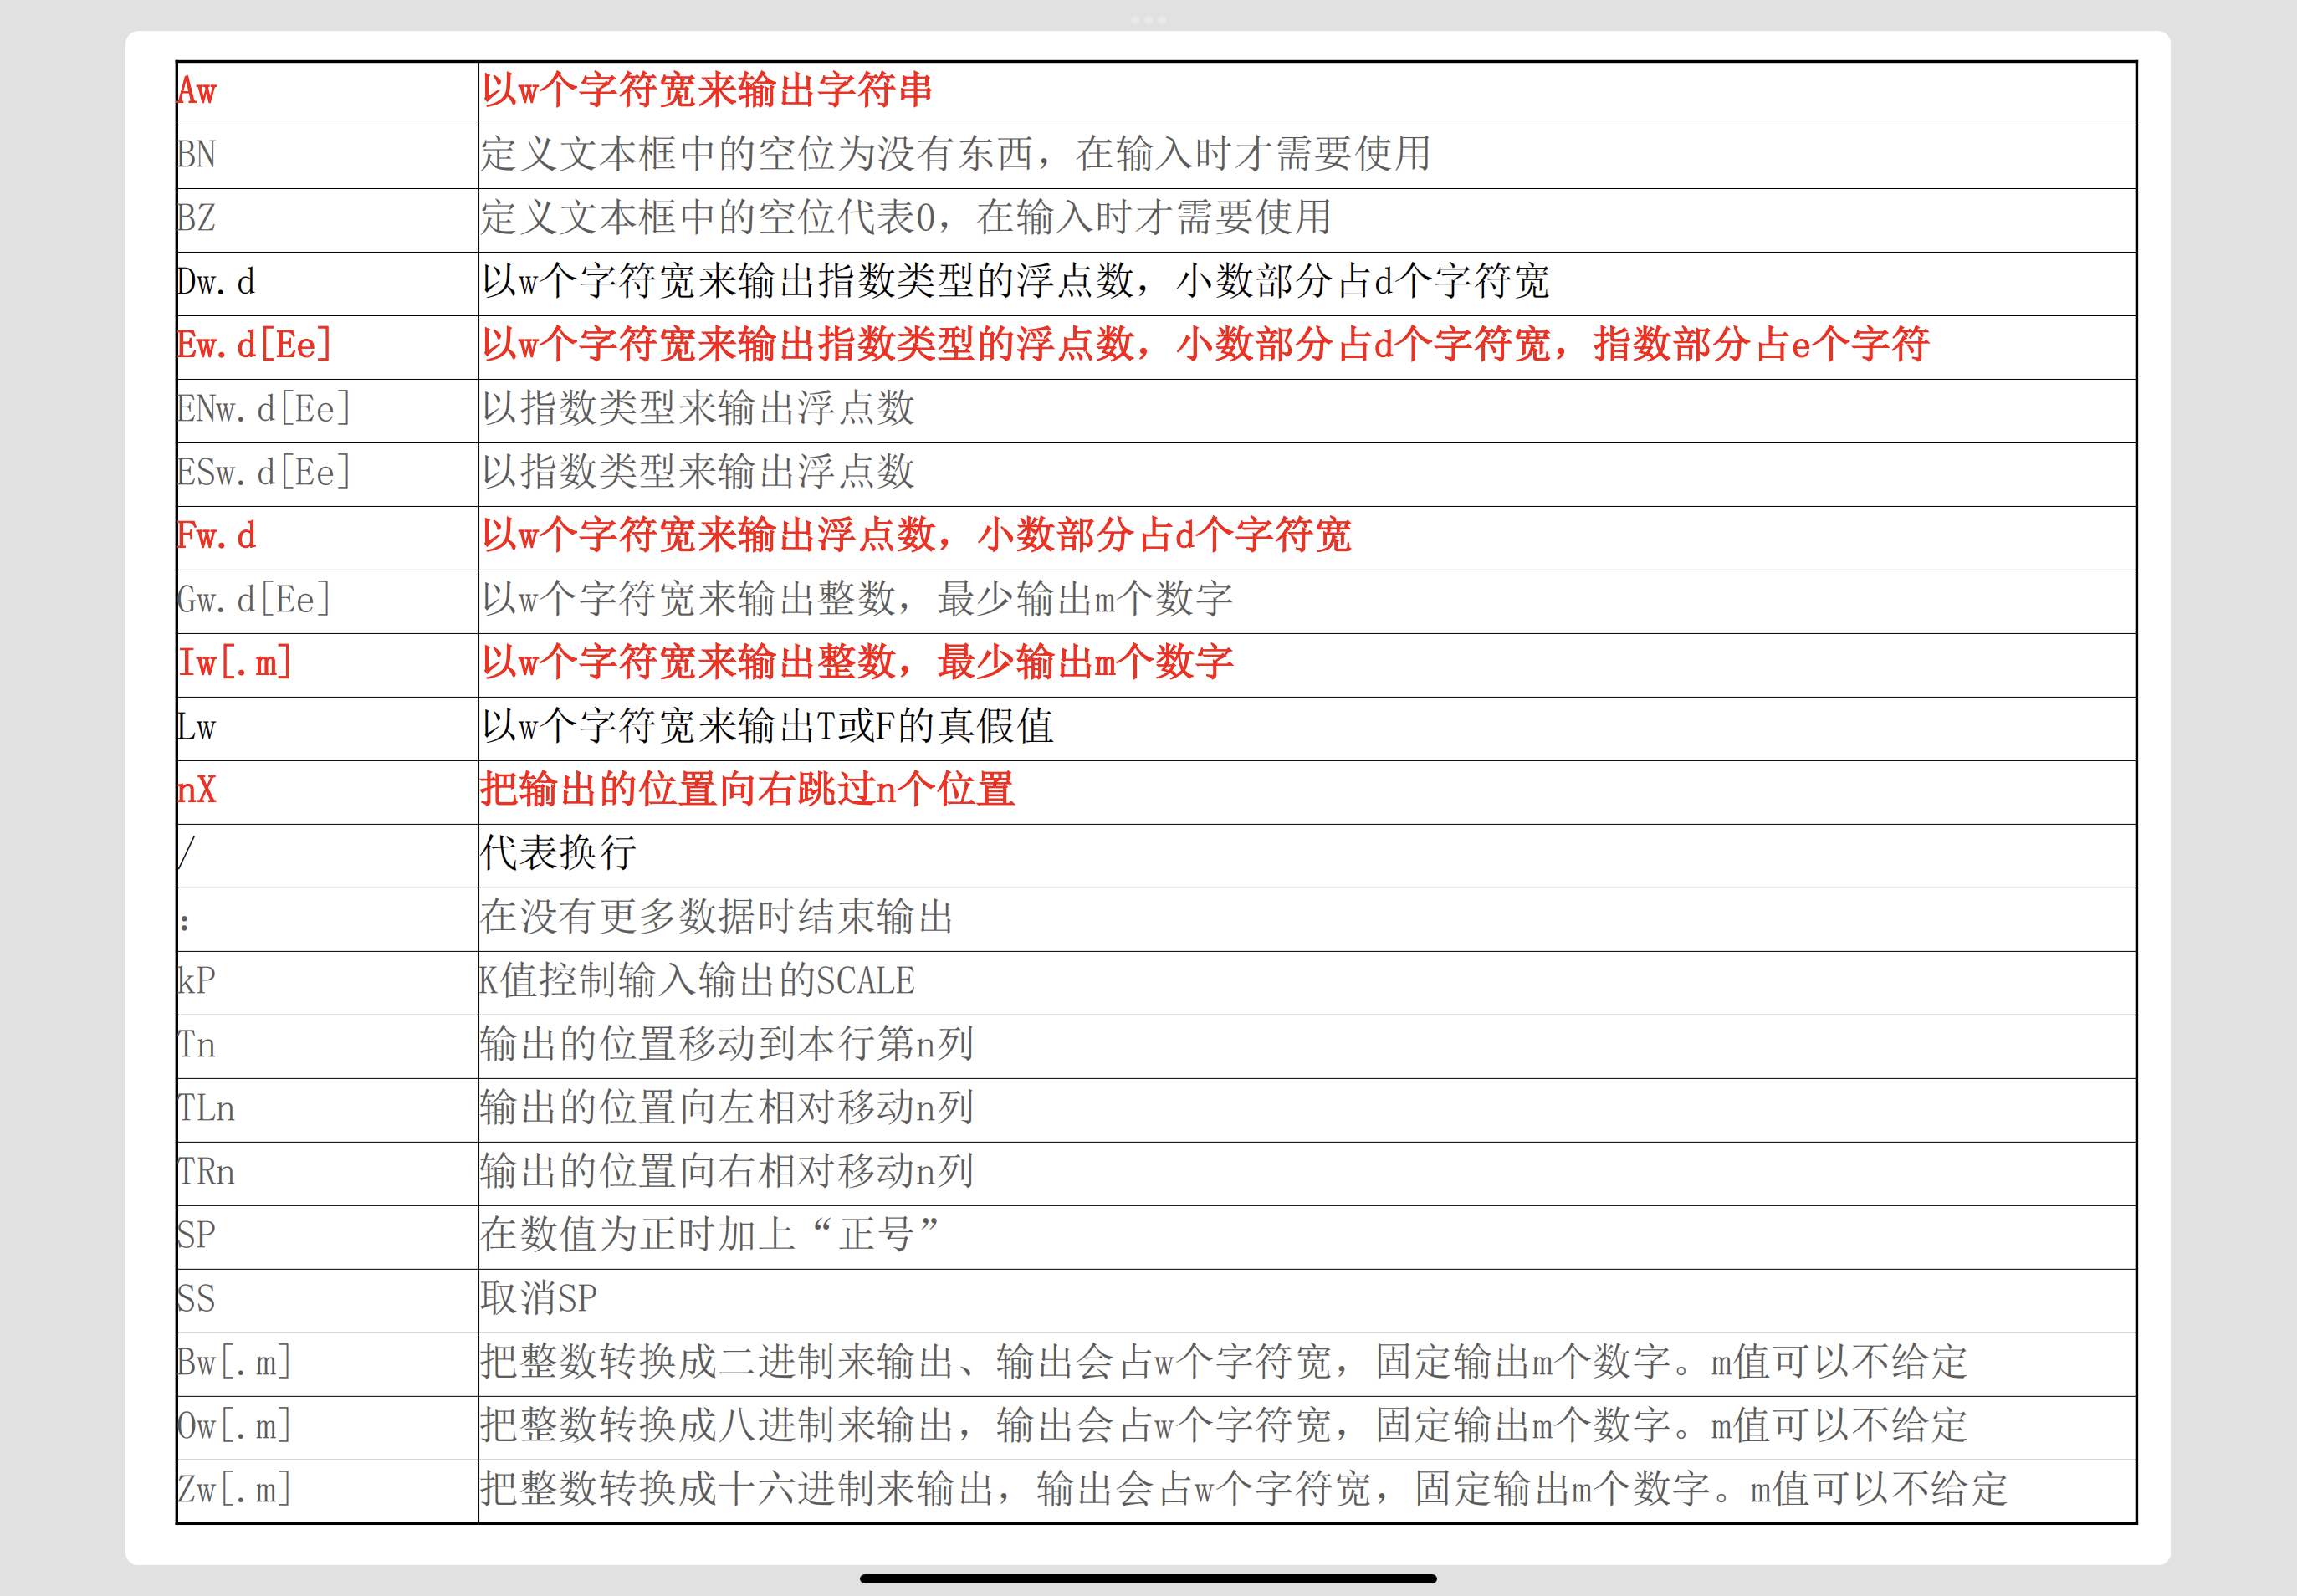 Aw 以w个字符宽来输出字符串
BN 定义文本框中的空位为没有东西，在输入时才需要使用
BZ 定义文本框中的空位代表0，在输入时才需要使用
Dw.d 以w个字符宽来输出指数类型的浮点数，小数部分占d个字符宽
Ew.d[Ee] 以w个字符宽来输出指数类型的浮点数，小数部分占d个字符宽，指数部分占e个字符
ENw.d[Ee] 以指数类型来输出浮点数
ESw.d[Ee] 以指数类型来输出浮点数
Fw.d 以w个字符宽来输出浮点数，小数部分占d个字符宽
Gw.d[Ee] 以w个字符宽来输出整数，最少输出m个数字
Iw[.m] 以w个字符宽来输出整数，最少输出m个数字
Lw 以w个字符宽来输出T或F的真假值
nX 把输出的位置向右跳过n个位置
/ 代表换行
: 在没有更多数据时结束输出
kP K值控制输入输出的SCALE
Tn 输出的位置移动到本行第n列
TLn 输出的位置向左相对移动n列
TRn 输出的位置向右相对移动n列
SP 在数值为正时加上“正号”
SS 取消SP
Bw[.m] 把整数转换成二进制来输出、输出会占w个字符宽，固定输出m个数字。m值可以不给定
Ow[.m] 把整数转换成八进制来输出，输出会占w个字符宽，固定输出m个数字。m值可以不给定
Zw[.m] 把整数转换成十六进制来输出，输出会占w个字符宽，固定输出m个数字。m值可以不给定